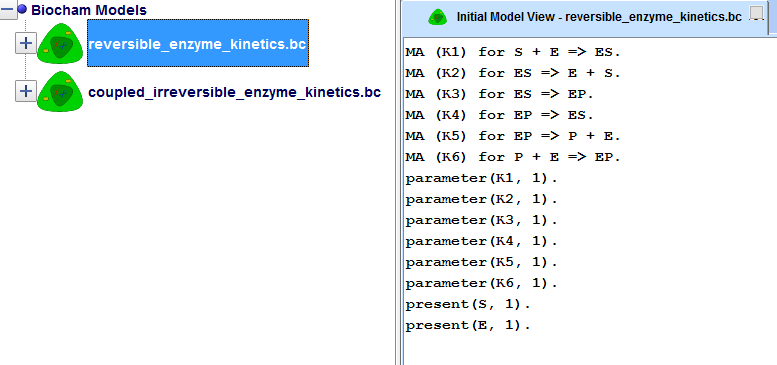 Biocham Models
reversible_enzyme_kinetics.bc
coupled_irreversible_enzyme_kinetics.bc
Initial Model View - reversible_enzyme_kinetics.bc
MA (K1) for S + E => ES.
MA (K2) for ES => E + S.
MA (K3) for ES => EP.
MA (K4) for EP => ES.
MA (K5) for EP => P + E.
MA (K6) for P + E => EP.
parameter(K1, 1).
parameter(K2, 1).
parameter(K3, 1).
parameter(K4, 1).
parameter(K5, 1).
parameter(K6, 1).
present(S, 1).
present(E, 1).